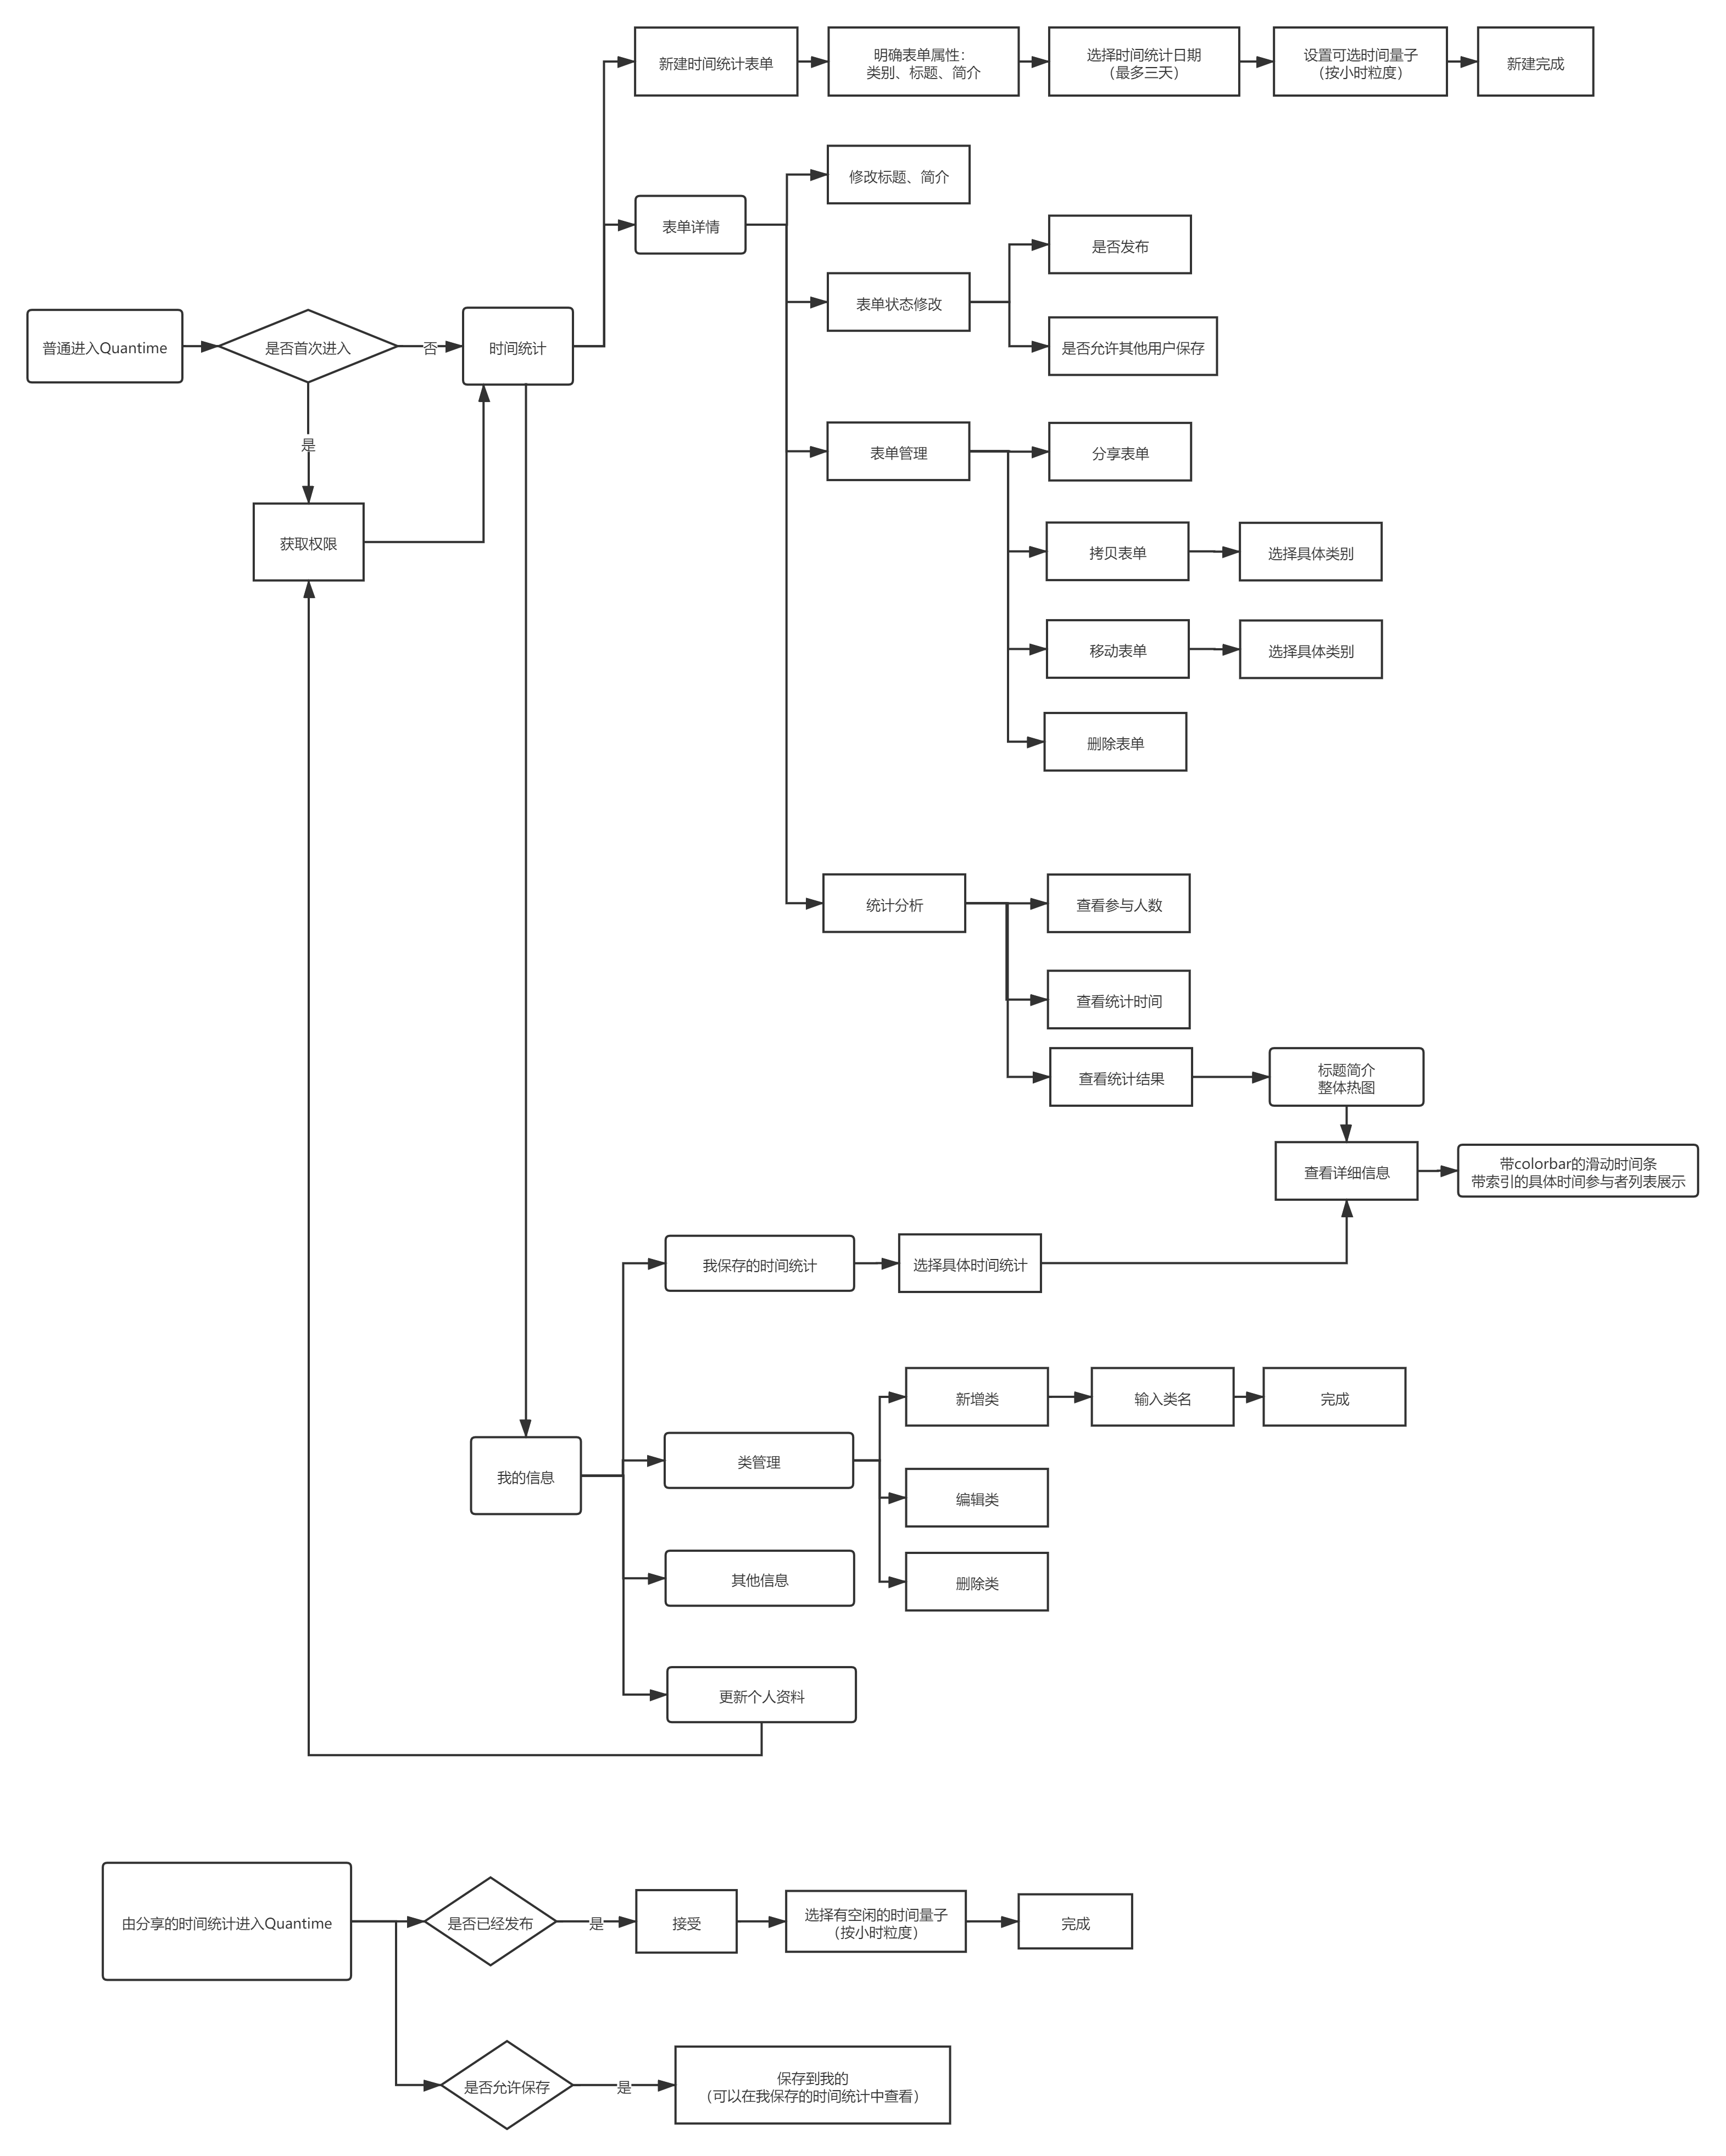 新建时间统计表单
明确表单属性：
类别、标题、简介
选择时间统计日期
（最多三天）
设置可选时间量子
（按小时粒度）
新建完成
修改标题、简介
表单详情
是否发布
表单状态修改
是否允许其他用户保存
普通进入Quantime
是否首次进入
否
时间统计
是
获取权限
表单管理
分享表单
拷贝表单
选择具体类别
移动表单
选择具体类别
删除表单
统计分析
查看参与人数
查看统计时间
查看统计结果
标题简介
整体热图
查看详细信息
带colorbar的滑动时间条
带索引的具体时间参与者列表展示
我保存的时间统计
选择具体时间统计
我的信息
类管理
新增类
输入类名
完成
编辑类
删除类
其他信息
更新个人资料
由分享的时间统计进入Quantime
是否已经发布
是
接受
选择有空闲的时间量子
（按小时粒度）
完成
是否允许保存
是
保存到我的
（可以在我保存的时间统计中查看）